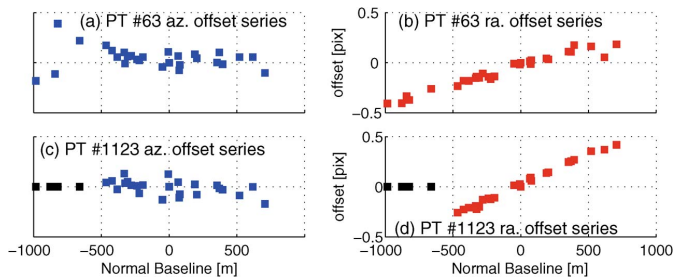 (a) PT #63 az. offset series
(b) PT #63 ra. offset series
offset [pix]
0.5
0
−0.5
(c) PT #1123 az. offset series
(d) PT #1123 ra. offset series
offset [pix]
0.5
0
−0.5
−1000 −500 0 500
Normal Baseline [m]
−1000 −500 0 500 1000
Normal Baseline [m]